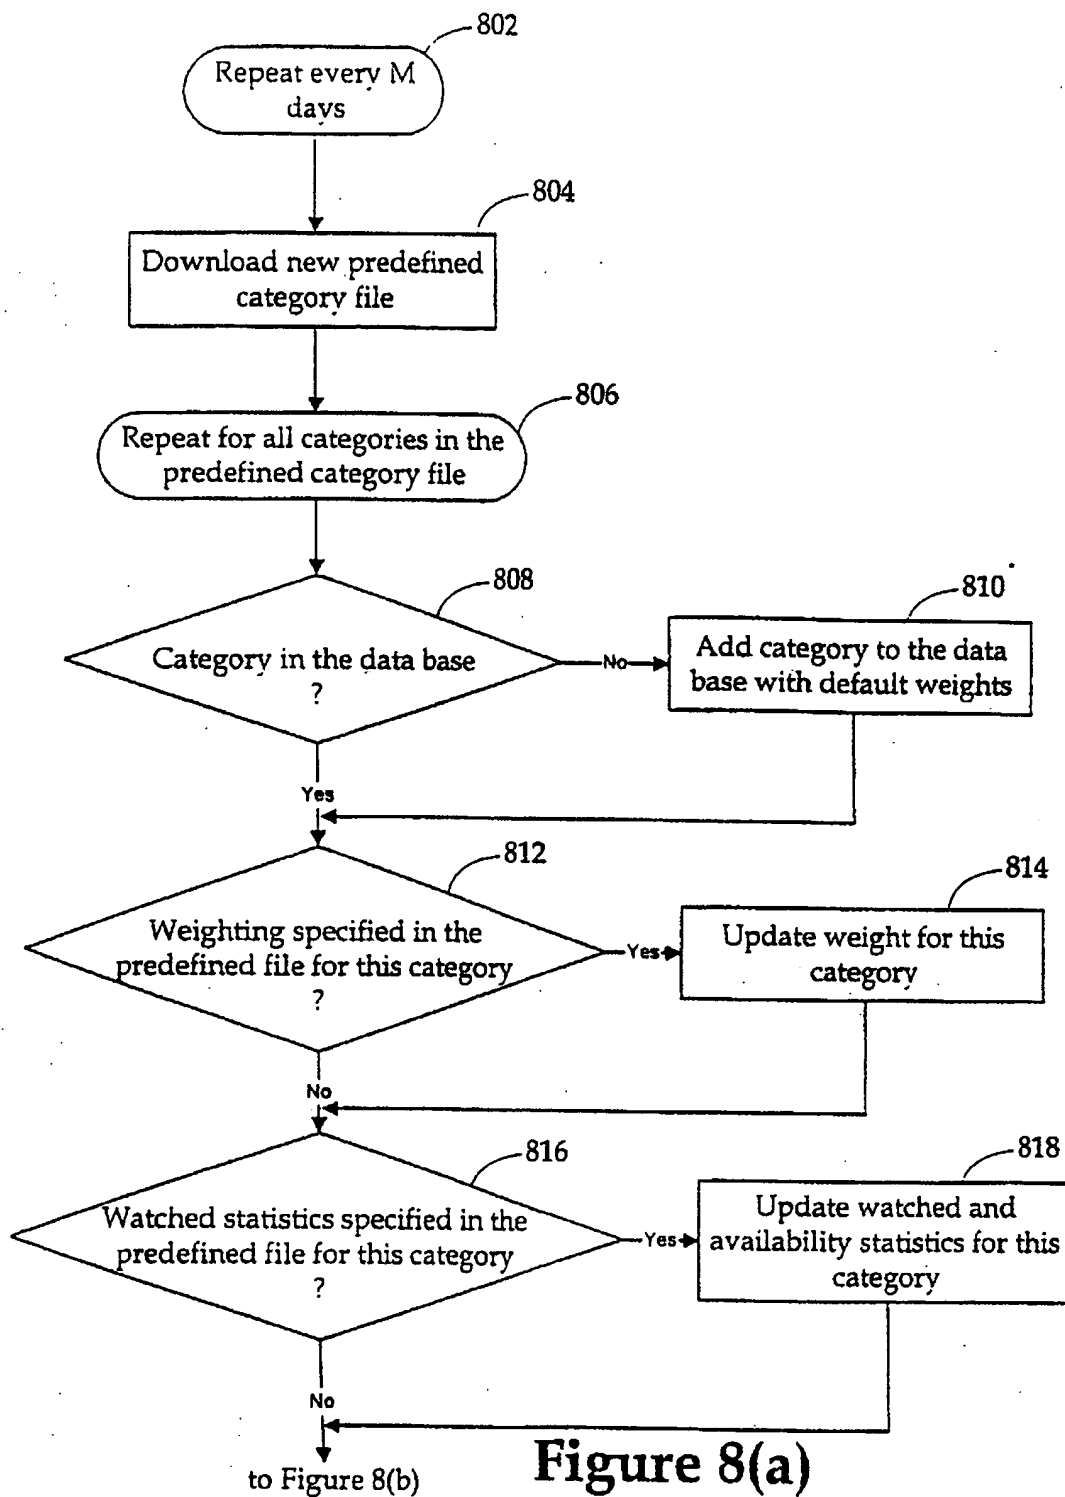 802
Repeat every M
days
804
Download new predefined
category file
806
Repeat for all categories in the
predefined category file
808
Category in the data base
?
No
810
Add category to the data
base with default weights
Yes
812
Weighting specified in the
predefined file for this category
?
Yes
814
Update weight for this
category
No
816
Watched statistics specified in the
predefined file for this category
?
Yes
818
Update watched and
availability statistics for this
category
No
to Figure 8(b)
Figure 8(a)